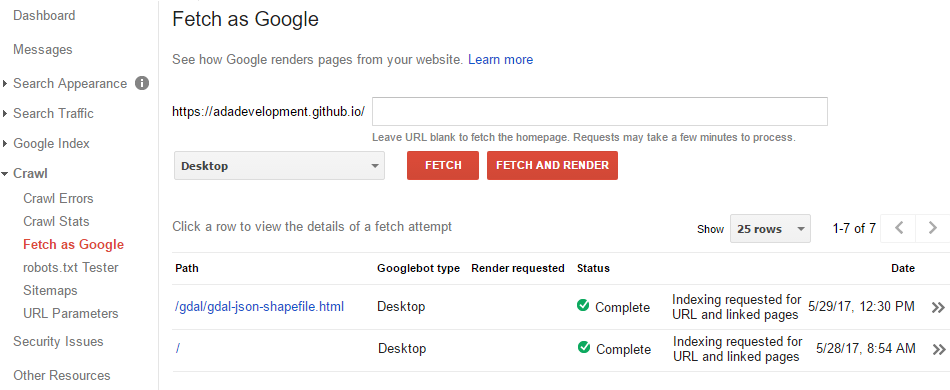 Dashboard
Messages
Search Appearance
Search Traffic
Google Index
Crawl
Crawl Errors
Crawl Stats
Fetch as Google
robots.txt Tester
Sitemaps
URL Parameters
Security Issues
Other Resources
Fetch as Google
See how Google renders pages from your website. Learn more
https://adadevelopment.github.io/
Leave URL blank to fetch the homepage. Requests may take a few minutes to process.
Desktop FETCH FETCH AND RENDER
Click a row to view the details of a fetch attempt Show 25 rows 1-7 of 7
Path Googlebot type Render requested Status Date
/gdal/gdal-json-shapefile.html Desktop Complete Indexing requested for URL and linked pages 5/29/17, 12:30 PM
/ Desktop Complete Indexing requested for URL and linked pages 5/28/17, 8:54 AM